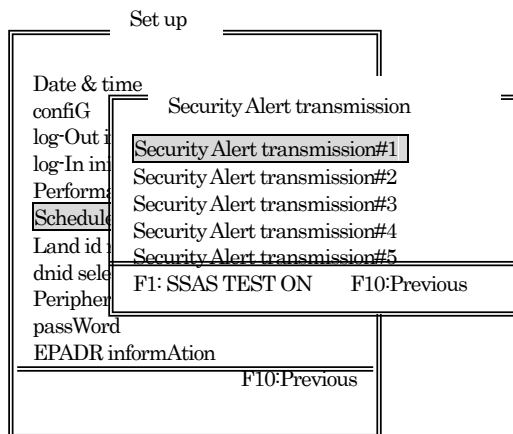 Set up
Date & time
confiG
log-Out i
log-In ini
Performa
Schedule
Land id
dnid sele
Peripher
passWord
EPADR informAtion
F10:Previous
Security Alert transmission
Security Alert transmission#1
Security Alert transmission#2
Security Alert transmission#3
Security Alert transmission#4
Security Alert transmission#5
F1: SSAS TEST ON F10:Previous